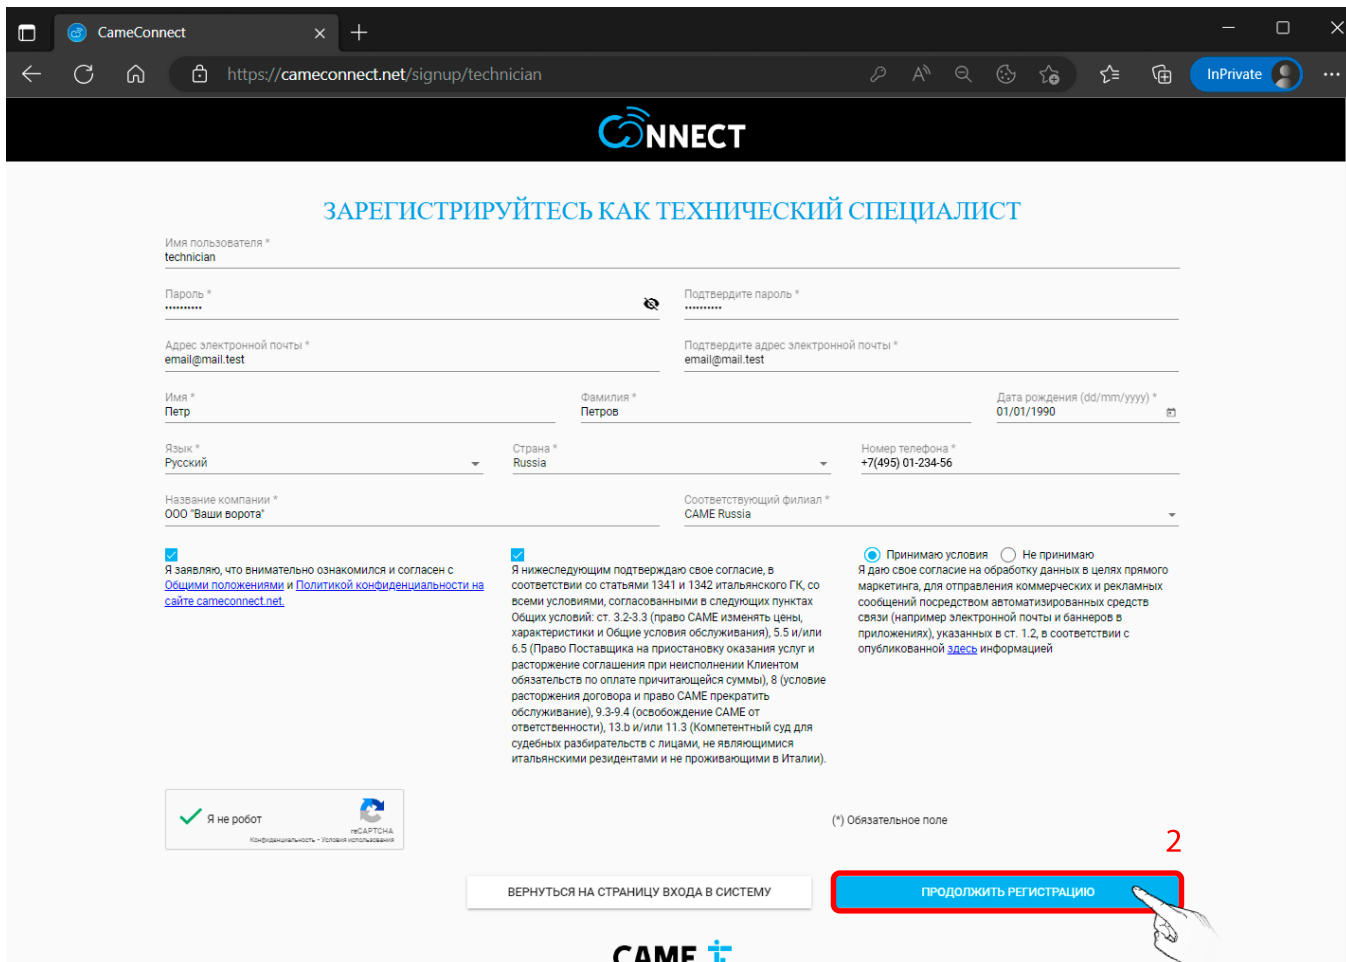 CameConnect
https://cameconnect.net/signup/technician
InPrivate
CONNECT
ЗАРЕГИСТРИРУЙТЕСЬ КАК ТЕХНИЧЕСКИЙ СПЕЦИАЛИСТ
Имя пользователя *
technician
Пароль * Подтвердите пароль *
•••••••••• ••••••••••
Адрес электронной почты * Подтвердите адрес электронной почты *
email@mail.test email@mail.test
Имя * Фамилия * Дата рождения (dd/mm/yyyy) *
Петр Петров 01/01/1990
Язык * Страна * Номер телефона *
Русский Russia +7(495) 01-234-56
Название компании * Соответствующий филиал *
ООО "Ваши ворота" CAME Russia
Я заявляю, что внимательно ознакомился и согласен с
Общими положениями и Политикой конфиденциальности на
сайте cameconnect.net.
Я нижеследующим подтверждаю свое согласие, в
соответствии со статьями 1341 и 1342 итальянского ГК, со
всеми условиями, согласованными в следующих пунктах
Общих условий: ст. 3.2-3.3 (право CAME изменять цены,
характеристики и Общие условия обслуживания), 5.5 и/или
6.5 (Право Поставщика на приостановку оказания услуг и
расторжение соглашения при неисполнении Клиентом
обязательств по оплате причитающейся суммы), 8 (условие
расторжения договора и право CAME прекратить
обслуживание), 9.3-9.4 (освобождение CAME от
ответственности), 13.b и/или 11.3 (Компетентный суд для
судебных разбирательств с лицами, не являющимися
итальянскими резидентами и не проживающими в Италии).
Принимаю условия Не принимаю
Я даю свое согласие на обработку данных в целях прямого
маркетинга, для отправления коммерческих и рекламных
сообщений посредством автоматизированных средств
связи (например электронной почты и баннеров в
приложениях), указанных в ст. 1.2, в соответствии с
опубликованной здесь информацией
Я не робот
reCAPTCHA
Конфиденциальность - Условия использования
(*) Обязательное поле
2
ВЕРНУТЬСЯ НА СТРАНИЦУ ВХОДА В СИСТЕМУ ПРОДОЛЖИТЬ РЕГИСТРАЦИЮ
CAME